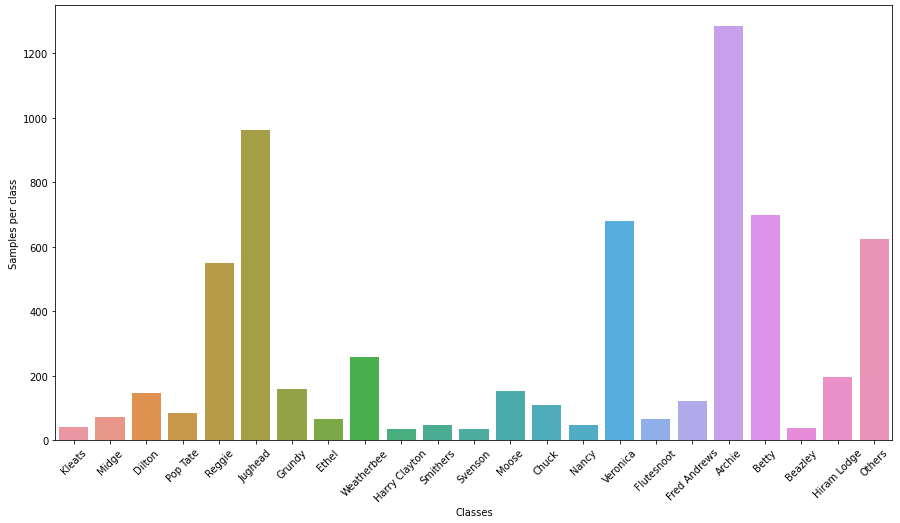 1200
1000
800
600
400
200
0
Samples per class
Kleats
Midge
Dilton
Pop Tate
Reggie
Jughead
Grundy
Ethel
Weatherbee
Harry Clayton
Smithers
Svenson
Moose
Chuck
Nancy
Veronica
Flutesnoot
Fred Andrews
Archie
Betty
Beazley
Hiram Lodge
Others
Classes